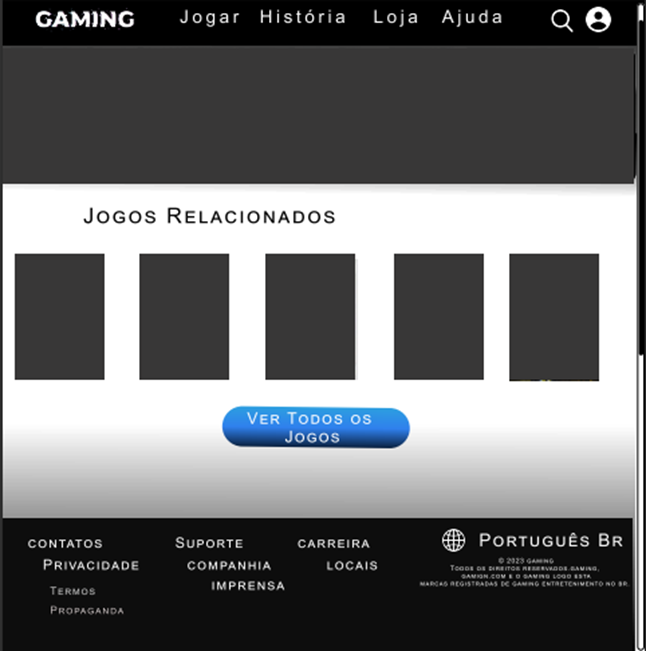 GAMING
Jogar História Loja Ajuda
JOGOS RELACIONADOS
VER TODOS OS
JOGOS
CONTATOS
PRIVACIDADE
TERMOS
PROPAGANDA
SUPORTE
COMPANHIA
IMPRENSA
CARREIRA
LOCAIS
PORTUGUÊS BR
© 2023 GAMING
TODOS OS DIREITOS RESERVADOS.GAMING,
GAMIGN.COM E O GAMING LOGO ESTA
MARCAS REGISTRADAS DE GAMING ENTRETENIMENTO NO BR.